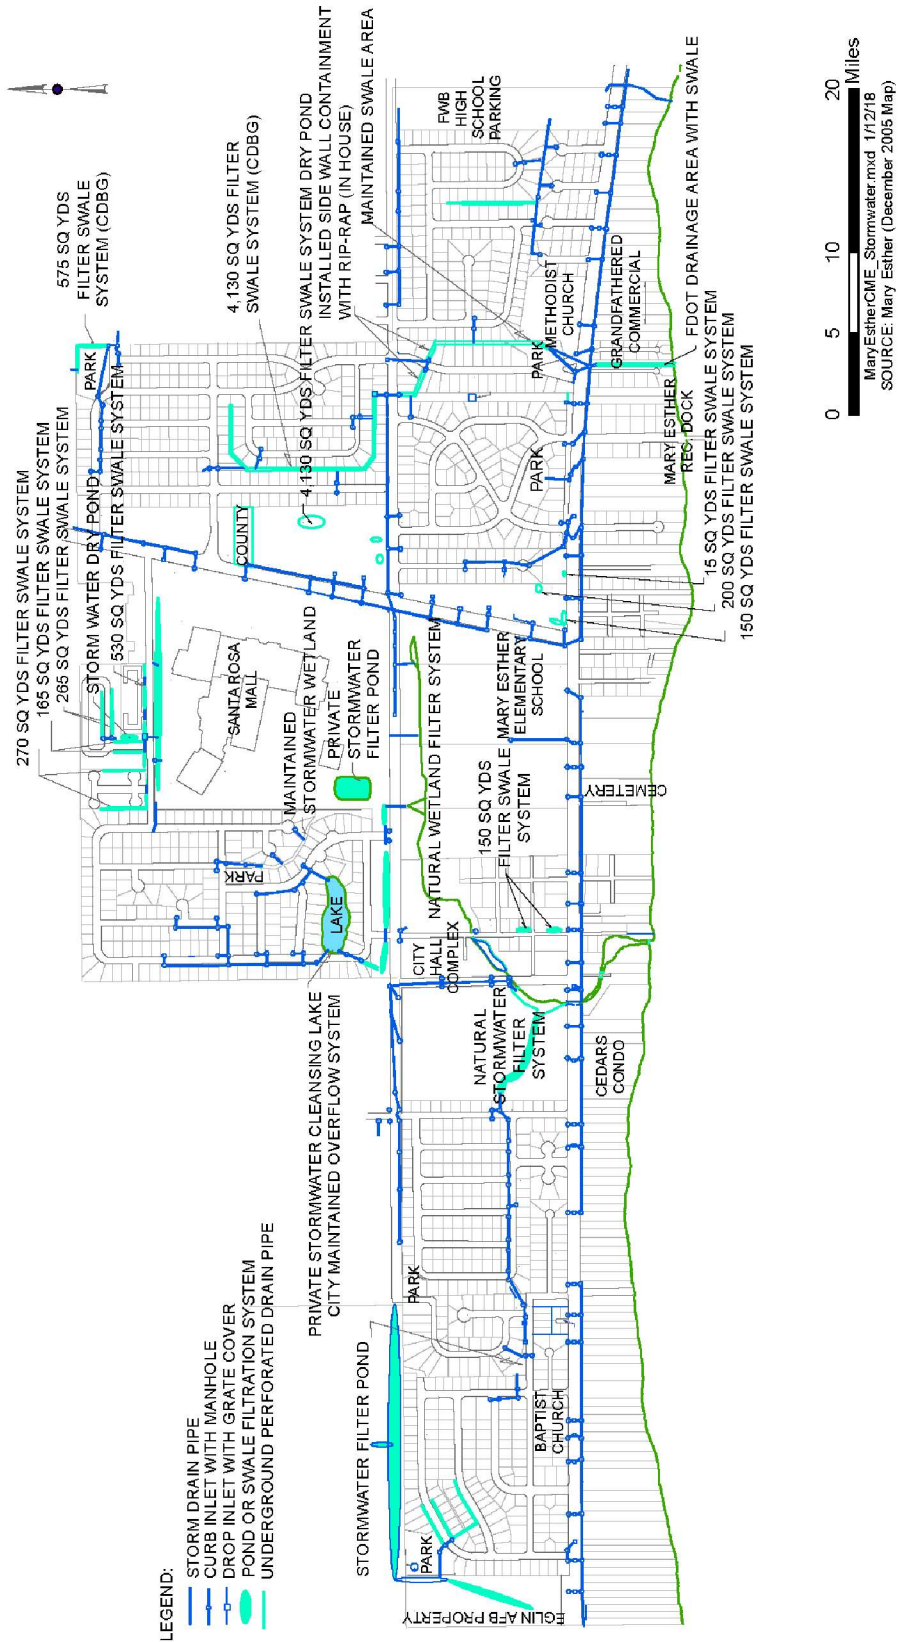 575 SQ YDS
FILTER SWALE
SYSTEM (CDBG)
270 SQ YDS FILTER SWALE SYSTEM
165 SQ YDS FILTER SWALE SYSTEM
265 SQ YDS FILTER SWALE SYSTEM
STORM WATER DRY POND
530 SQ YDS FILTER SWALE SYSTEM
PARK
4,130 SQ YDS FILTER
SWALE SYSTEM (CDBG)
4,130 SQ YDS FILTER SWALE SYSTEM DRY POND
INSTALLED SIDE WALL CONTAINMENT
WITH RIP-RAP (IN HOUSE)
MAINTAINED SWALE AREA
COUNTY
SANTA ROSA
MALL
MAINTAINED
STORMWATER WETLAND
PRIVATE
STORMWATER
FILTER POND
PARK
LAKE
PRIVATE STORMWATER CLEANSING LAKE
CITY MAINTAINED OVERFLOW SYSTEM
FWB
HIGH
SCHOOL
PARKING
NATURAL WETLAND FILTER SYSTEM
MARY ESTHER
ELEMENTARY
SCHOOL
150 SQ YDS
FILTER SWALE
SYSTEM
CITY
HALL
COMPLEX
NATURAL
STORMWATER
FILTER
SYSTEM
METHODIST
CHURCH
PARK
PARK
GRANDFATHERED
COMMERCIAL
MARY ESTHER
REC. DOCK
FDOT DRAINAGE AREA WITH SWALE
15 SQ YDS FILTER SWALE SYSTEM
200 SQ YDS FILTER SWALE SYSTEM
150 SQ YDS FILTER SWALE SYSTEM
CEMETERY
CEDARS
CONDO
STORMWATER FILTER POND
PARK
PARK
BAPTIST
CHURCH
EGLIN AFB PROPERTY
LEGEND:
STORM DRAIN PIPE
CURB INLET WITH MANHOLE
DROP INLET WITH GRATE COVER
POND OR SWALE FILTRATION SYSTEM
UNDERGROUND PERFORATED DRAIN PIPE
0 5 10 20
Miles
MaryEstherCME_Stormwater.mxd 1/12/18
SOURCE: Mary Esther (December 2005 Map)